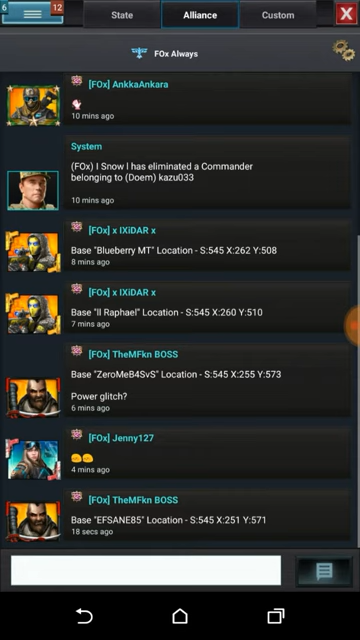 6
12
State
Alliance
Custom
X
FOx Always
[FOx] AnkkaAnkara
10 mins ago
System
(FOx) I Snow I has eliminated a Commander
belonging to (Doem) kazu033
10 mins ago
[FOx] x IXiDAR x
Base "Blueberry MT" Location - S:545 X:262 Y:508
8 mins ago
[FOx] x IXiDAR x
Base "II Raphael" Location - S:545 X:260 Y:510
7 mins ago
[FOx] TheMFkn BOSS
Base "ZeroMeB4SvS" Location - S:545 X:255 Y:573
Power glitch?
6 mins ago
[FOx] Jenny127
4 mins ago
[FOx] TheMFkn BOSS
Base "EFSANE85" Location - S:545 X:251 Y:571
18 secs ago